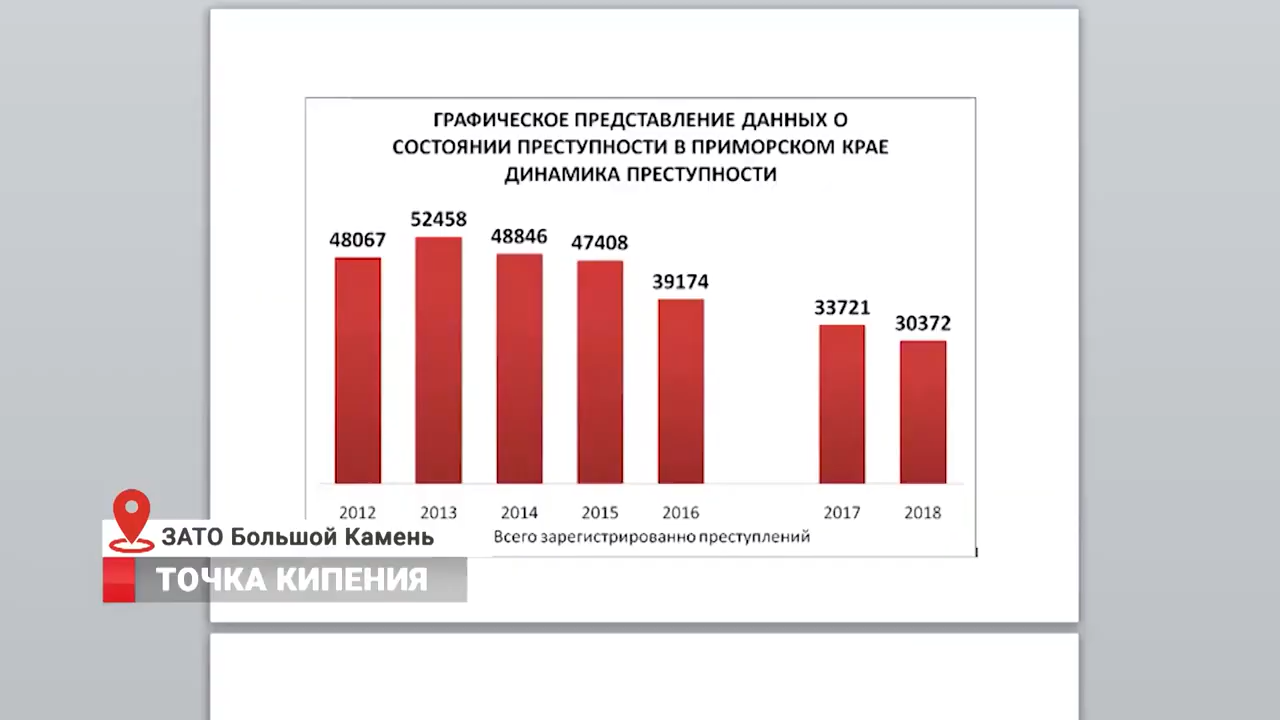 ГРАФИЧЕСКОЕ ПРЕДСТАВЛЕНИЕ ДАННЫХ О
СОСТОЯНИИ ПРЕСТУПНОСТИ В ПРИМОРСКОМ КРАЕ
ДИНАМИКА ПРЕСТУПНОСТИ
48067 52458 48846 47408 39174 33721 30372
2012 2013 2014 2015 2016 2017 2018
Всего зарегистрированно преступлений
ЗАТО Большой Камень
ТОЧКА КИПЕНИЯ